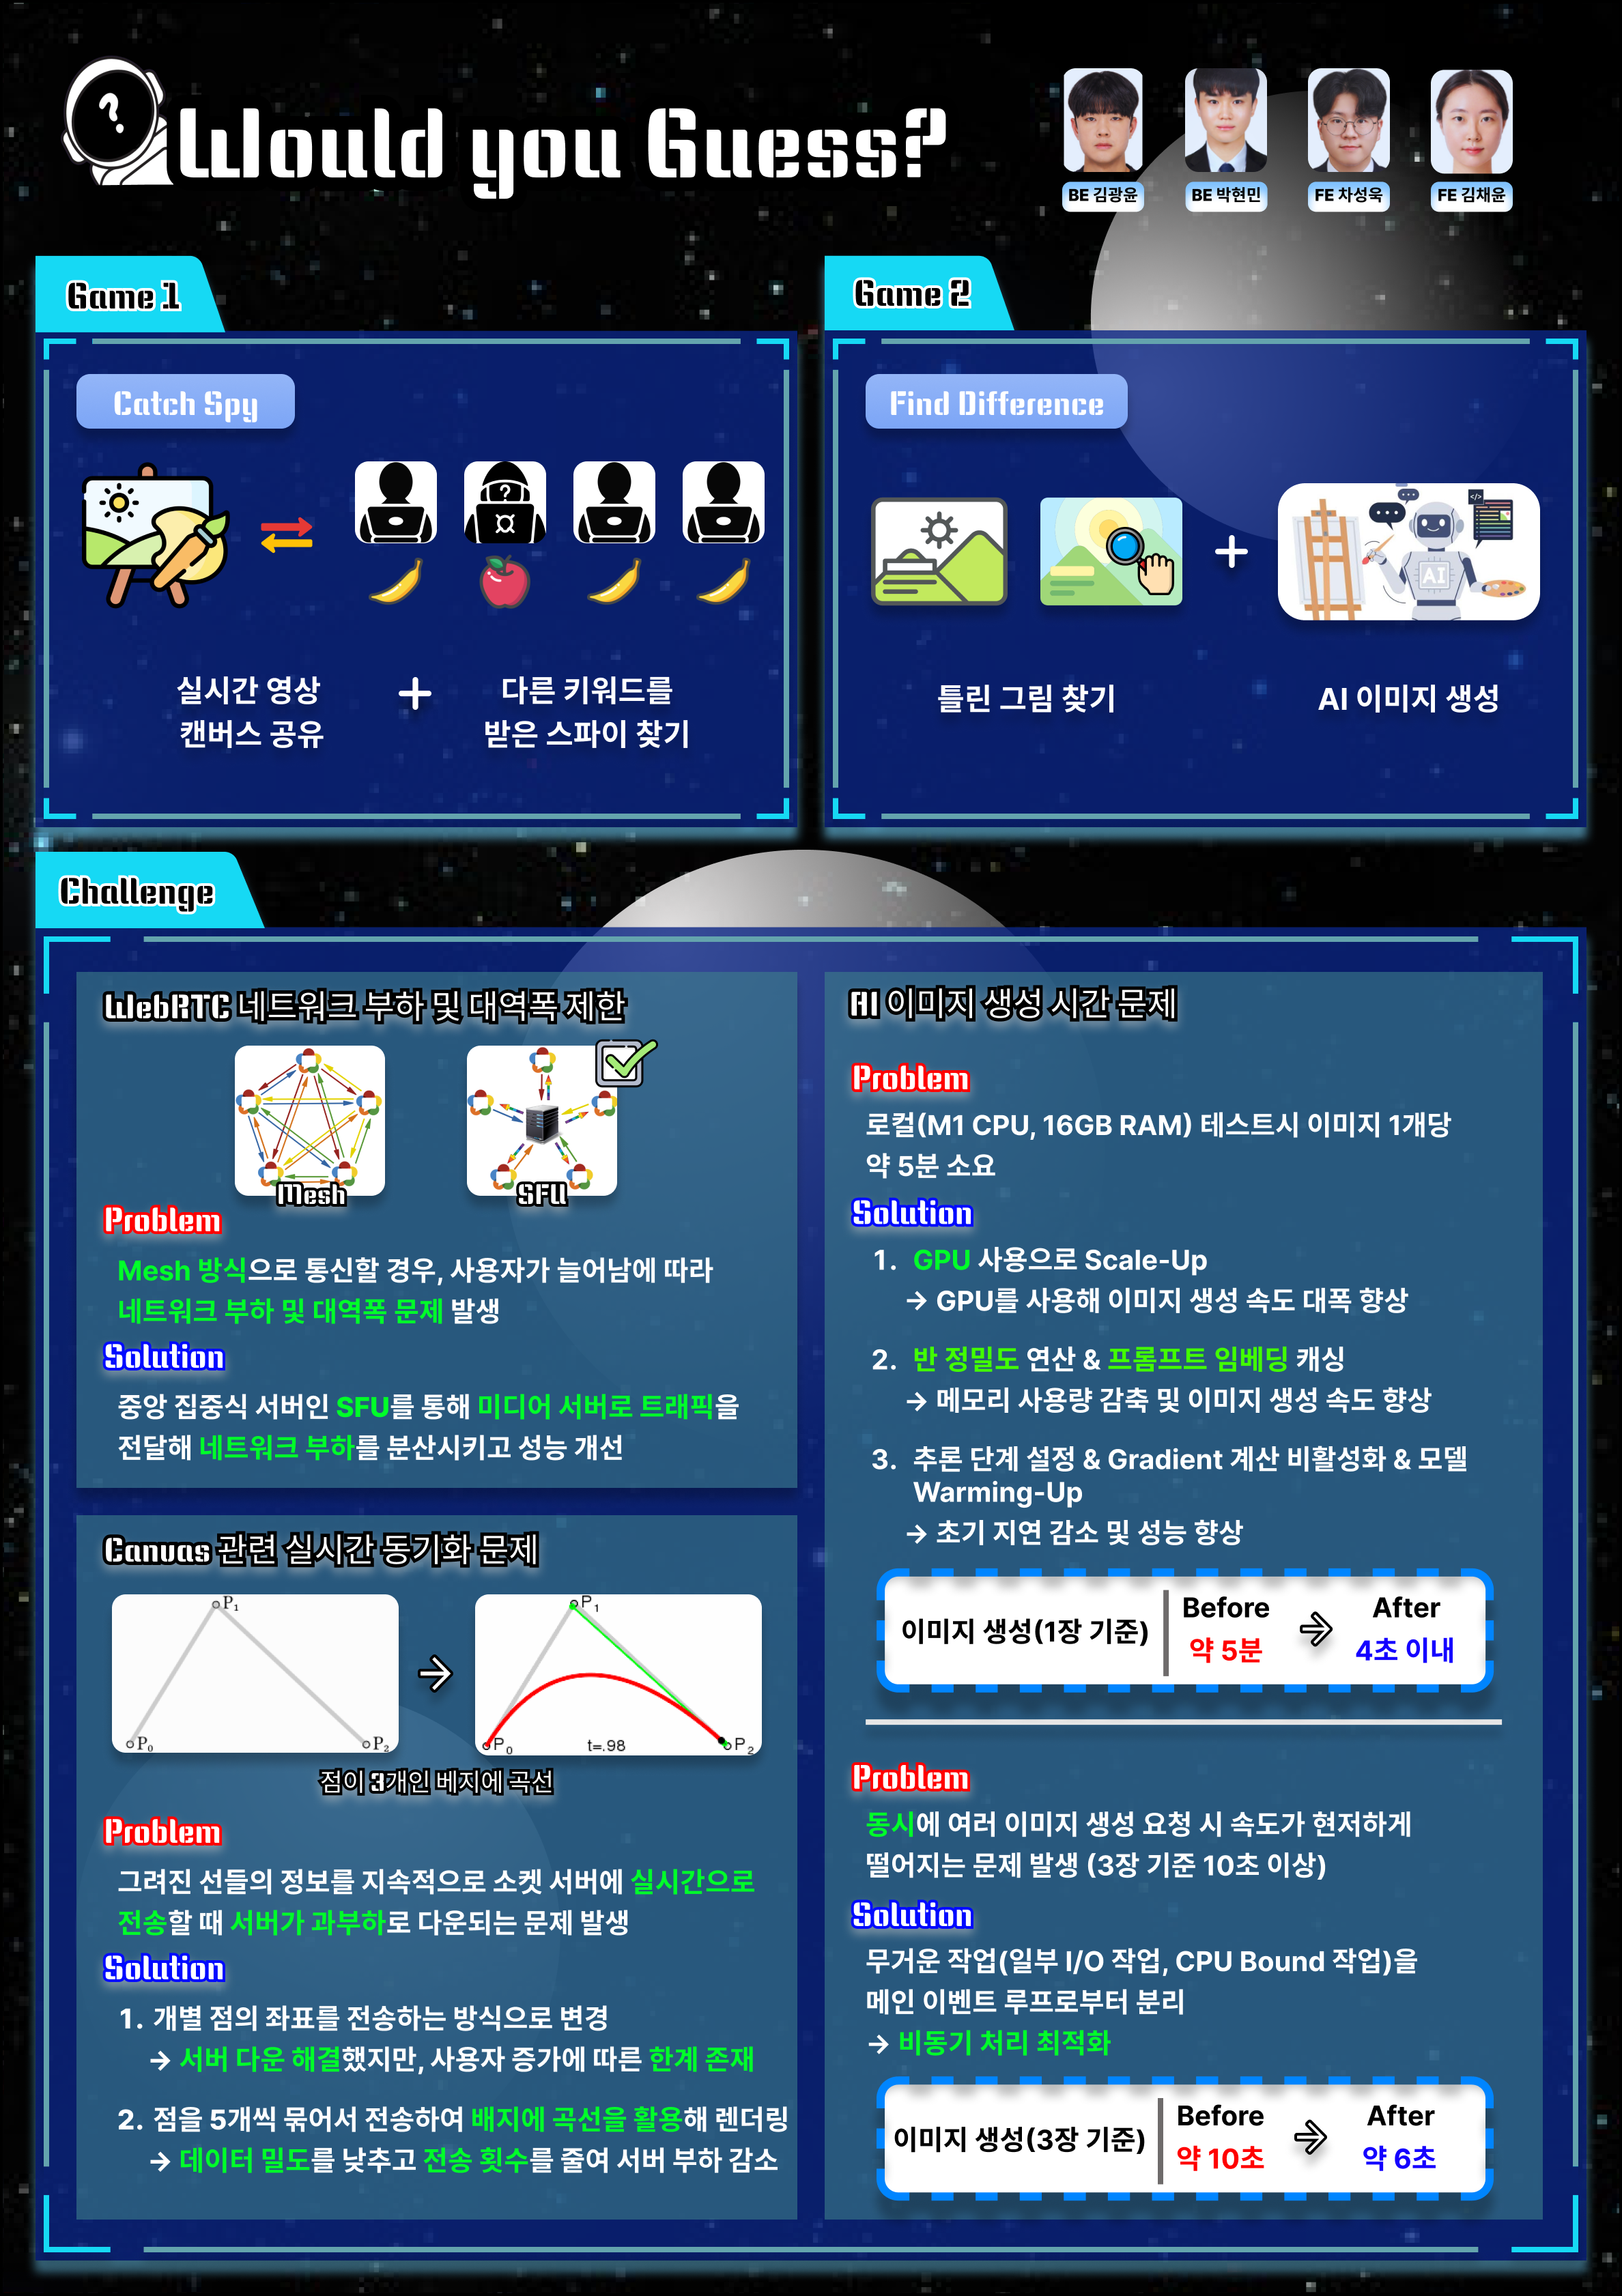 ?
Would you Guess?
BE 김광윤
BE 박현민
FE 차성욱
FE 김채윤
Game 1
Catch Spy
?
실시간 영상
캔버스 공유
+
다른 키워드를
받은 스파이 찾기
Game 2
Find Difference
+
AI
</>
틀린 그림 찾기
AI 이미지 생성
Challenge
WebRTC 네트워크 부하 및 대역폭 제한
Mesh
SFU
Problem
Mesh 방식으로 통신할 경우, 사용자가 늘어남에 따라
네트워크 부하 및 대역폭 문제 발생
Solution
중앙 집중식 서버인 SFU를 통해 미디어 서버로 트래픽을
전달해 네트워크 부하를 분산시키고 성능 개선
Canvas 관련 실시간 동기화 문제
P1
P0
P2
→
P1
P0
t=.98
P2
점이 3개인 베지에 곡선
Problem
그려진 선들의 정보를 지속적으로 소켓 서버에 실시간으로
전송할 때 서버가 과부하로 다운되는 문제 발생
Solution
1. 개별 점의 좌표를 전송하는 방식으로 변경
→ 서버 다운 해결했지만, 사용자 증가에 따른 한계 존재
2. 점을 5개씩 묶어서 전송하여 배지에 곡선을 활용해 렌더링
→ 데이터 밀도를 낮추고 전송 횟수를 줄여 서버 부하 감소
AI 이미지 생성 시간 문제
Problem
로컬(M1 CPU, 16GB RAM) 테스트시 이미지 1개당
약 5분 소요
Solution
1. GPU 사용으로 Scale-Up
→ GPU를 사용해 이미지 생성 속도 대폭 향상
2. 반 정밀도 연산 & 프롬프트 임베딩 캐싱
→ 메모리 사용량 감축 및 이미지 생성 속도 향상
3. 추론 단계 설정 & Gradient 계산 비활성화 & 모델
Warming-Up
→ 초기 지연 감소 및 성능 향상
이미지 생성(1장 기준)
Before
약 5분
After
4초 이내
Problem
동시에 여러 이미지 생성 요청 시 속도가 현저하게
떨어지는 문제 발생 (3장 기준 10초 이상)
Solution
무거운 작업(일부 I/O 작업, CPU Bound 작업)을
메인 이벤트 루프로부터 분리
→ 비동기 처리 최적화
이미지 생성(3장 기준)
Before
약 10초
After
약 6초